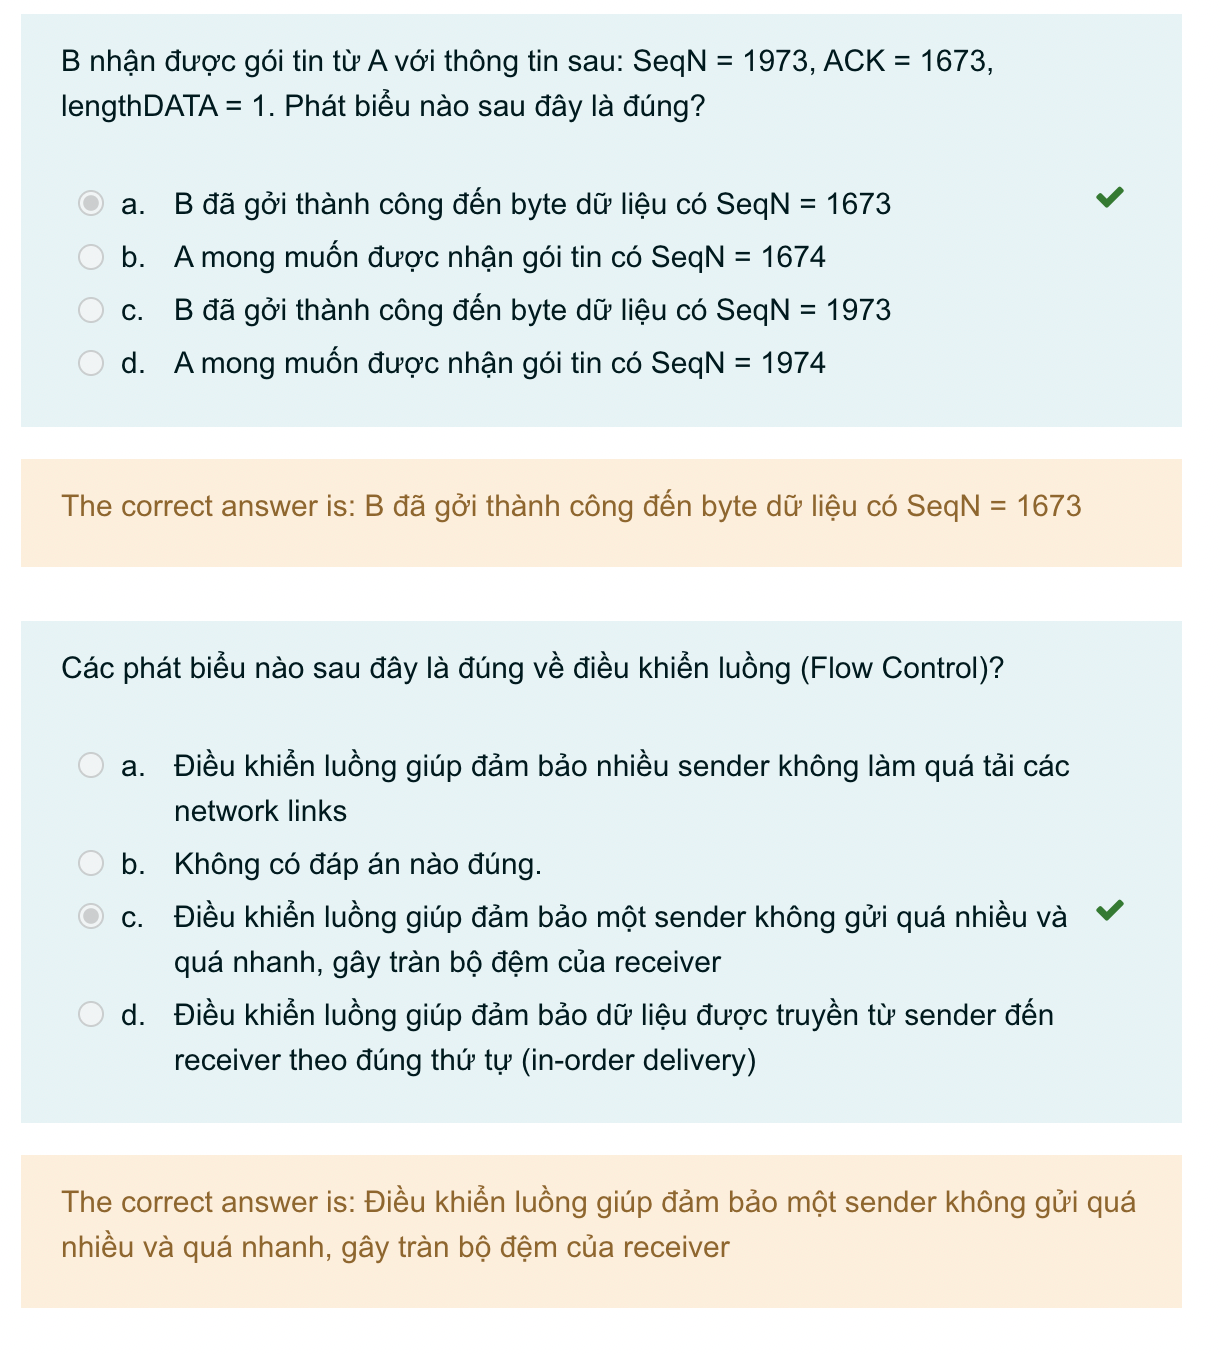 B nhận được gói tin từ A với thông tin sau: SeqN = 1973, ACK = 1673,
lengthDATA = 1. Phát biểu nào sau đây là đúng?
a. B đã gởi thành công đến byte dữ liệu có SeqN = 1673
b. A mong muốn được nhận gói tin có SeqN = 1674
c. B đã gởi thành công đến byte dữ liệu có SeqN = 1973
d. A mong muốn được nhận gói tin có SeqN = 1974
The correct answer is: B đã gởi thành công đến byte dữ liệu có SeqN = 1673
Các phát biểu nào sau đây là đúng về điều khiển luồng (Flow Control)?
a. Điều khiển luồng giúp đảm bảo nhiều sender không làm quá tải các
network links
b. Không có đáp án nào đúng.
c. Điều khiển luồng giúp đảm bảo một sender không gửi quá nhiều và
quá nhanh, gây tràn bộ đệm của receiver
d. Điều khiển luồng giúp đảm bảo dữ liệu được truyền từ sender đến
receiver theo đúng thứ tự (in-order delivery)
The correct answer is: Điều khiển luồng giúp đảm bảo một sender không gửi quá
nhiều và quá nhanh, gây tràn bộ đệm của receiver